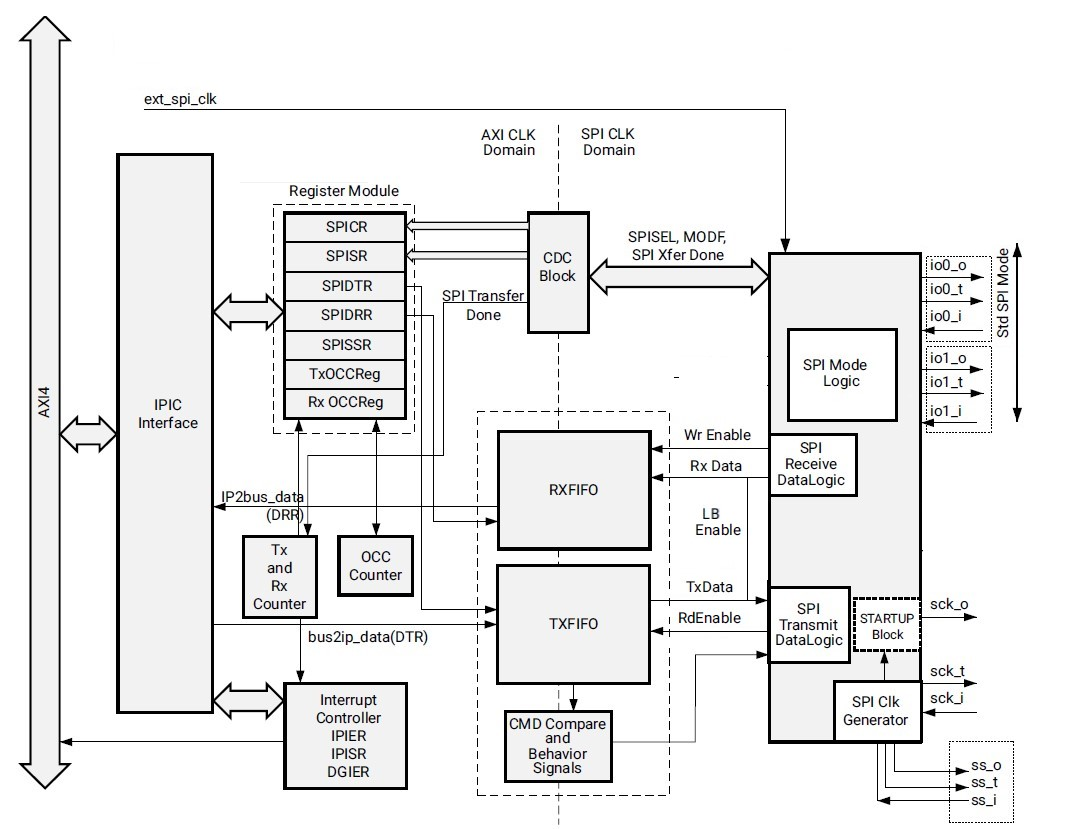 ext_spi_clk
AXI CLK
Domain
SPI CLK
Domain
Register Module
SPICR
SPISR
SPIDTR
SPIDRR
SPISSR
TxOCCReg
Rx OCCReg
CDC
Block
SPISEL, MODF,
SPI Xfer Done
SPI Transfer
Done
io0_o
io0_t
io0_i
io1_o
io1_t
io1_i
Std SPI Mode
SPI Mode
Logic
AXI4
IPIC
Interface
Wr Enable
Rx Data
SPI
Receive
DataLogic
RXFIFO
LB
Enable
IP2bus_data
(DRR)
Tx
and
Rx
Counter
OCC
Counter
TxData
RdEnable
TXFIFO
SPI
Transmit
DataLogic
STARTUP
Block
sck_o
bus2ip_data(DTR)
sck_t
sck_i
SPI Clk
Generator
Interrupt
Controller
IPIER
IPISR
DGIER
CMD Compare
and
Behavior
Signals
ss_o
ss_t
ss_i